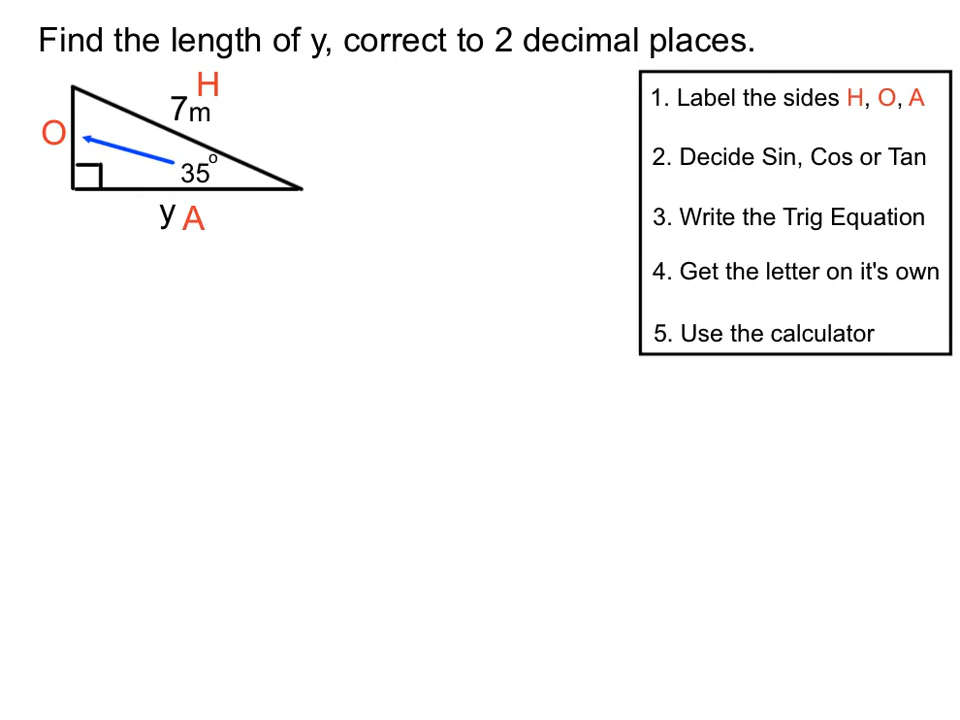 Find the length of y, correct to 2 decimal places.
H
7m
O
35°
y A
1. Label the sides H, O, A
2. Decide Sin, Cos or Tan
3. Write the Trig Equation
4. Get the letter on it's own
5. Use the calculator